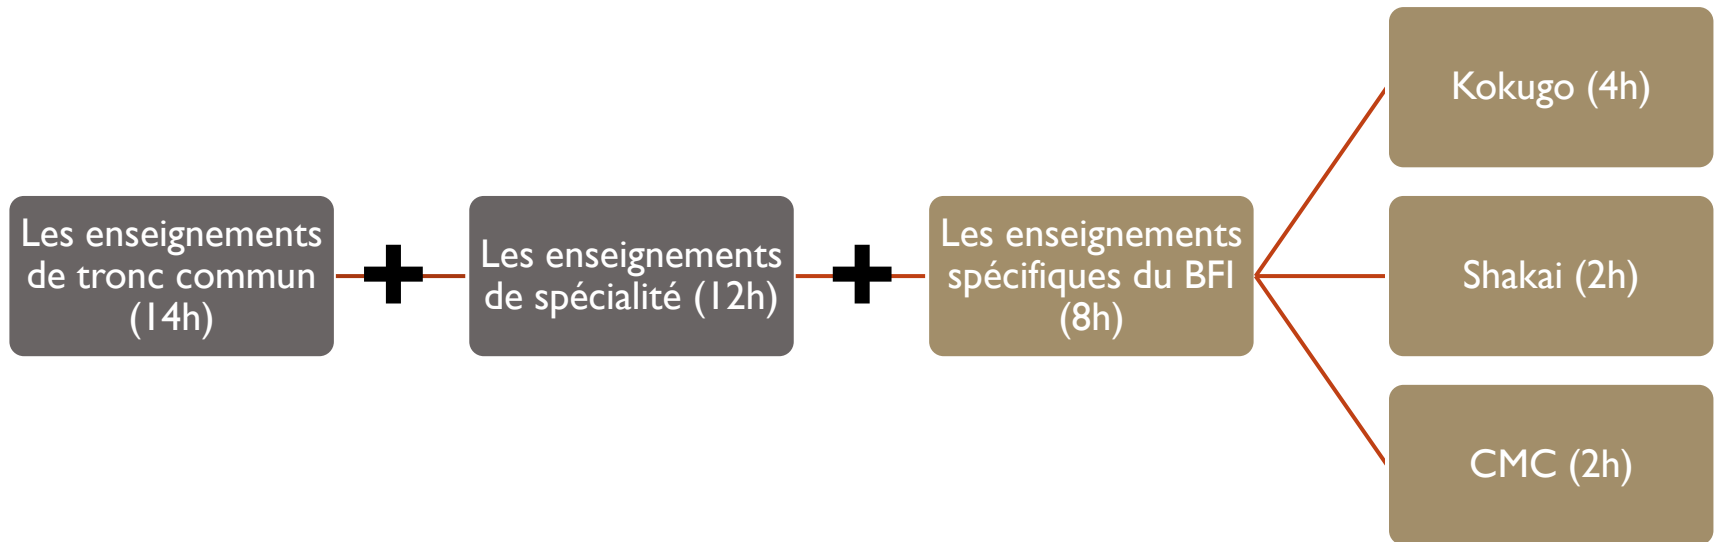 Les enseignements
de tronc commun
(14h)
Les enseignements
de spécialité (12h)
Les enseignements
spécifiques du BFI
(8h)
Kokugo (4h)
Shakai (2h)
CMC (2h)